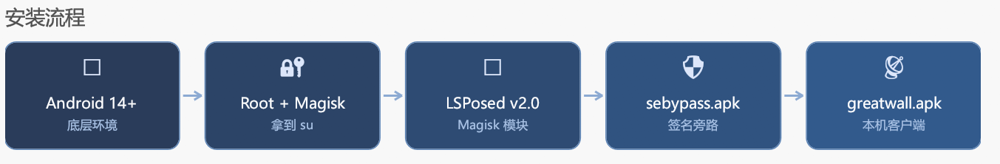 安装流程
Android 14+
底层环境
Root + Magisk
拿到 su
LSPosed v2.0
Magisk 模块
sebypass.apk
签名旁路
greatwall.apk
本机客户端